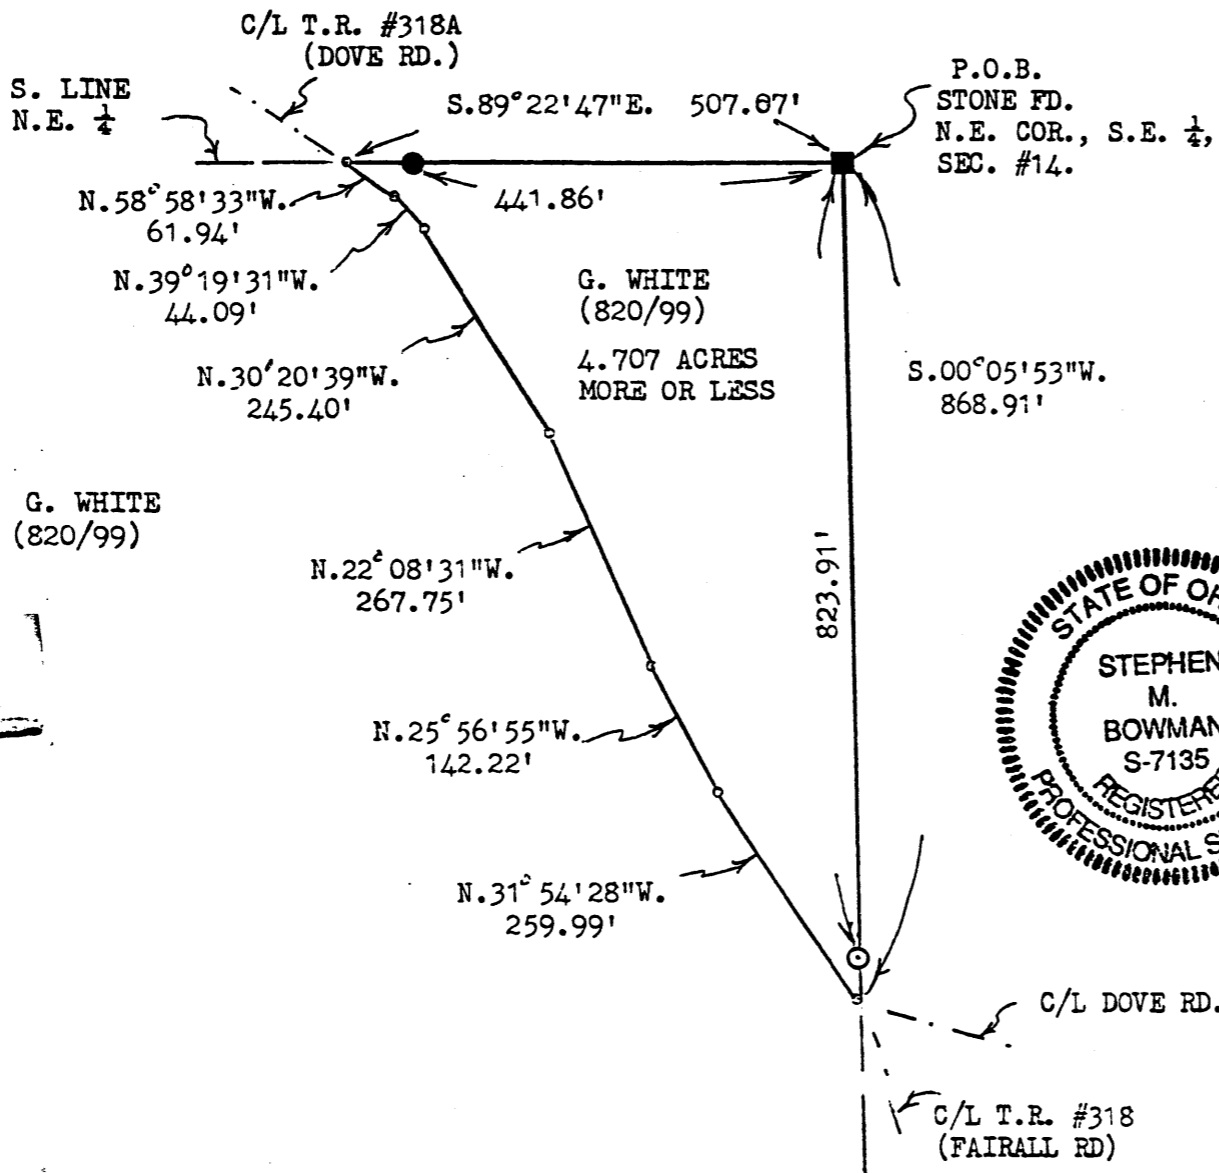 C/L T.R. #318A
(DOVE RD.)
S. LINE
N.E. 1/4
S.89°22'47"E. 507.07'
P.O.B.
STONE FD.
N.E. COR., S.E. 1/4,
SEC. #14.
441.86'
N.58°58'33"W.
61.94'
N.39°19'31"W.
44.09'
N.30°20'39"W.
245.40'
G. WHITE
(820/99)
4.707 ACRES
MORE OR LESS
S.00°05'53"W.
868.91'
G. WHITE
(820/99)
N.22°08'31"W.
267.75'
823.91'
N.25°56'55"W.
142.22'
N.31°54'28"W.
259.99'
STATE OF
STEPHEN
M.
BOWMAN
S-7135
REGISTERED
PROFESSIONAL
C/L DOVE RD.
C/L T.R. #318
(FAIRALL RD)